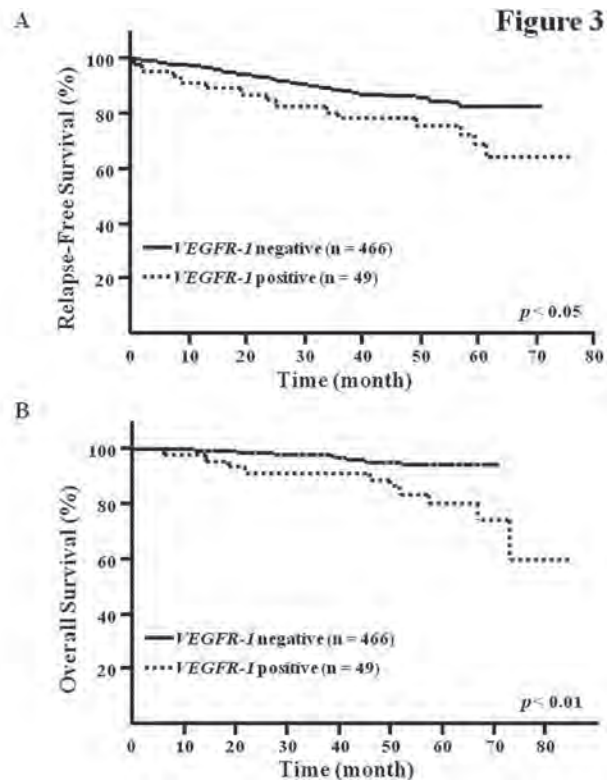 A
Figure 3
Relapse-Free Survival (%)
100
80
60
40
20
VEGFR-1 negative (n = 466)
VEGFR-1 positive (n = 49)
p < 0.05
0 10 20 30 40 50 60 70 80
Time (month)
B
Overall Survival (%)
100
80
60
40
20
VEGFR-1 negative (n = 466)
VEGFR-1 positive (n = 49)
p < 0.01
0 10 20 30 40 50 60 70 80
Time (month)